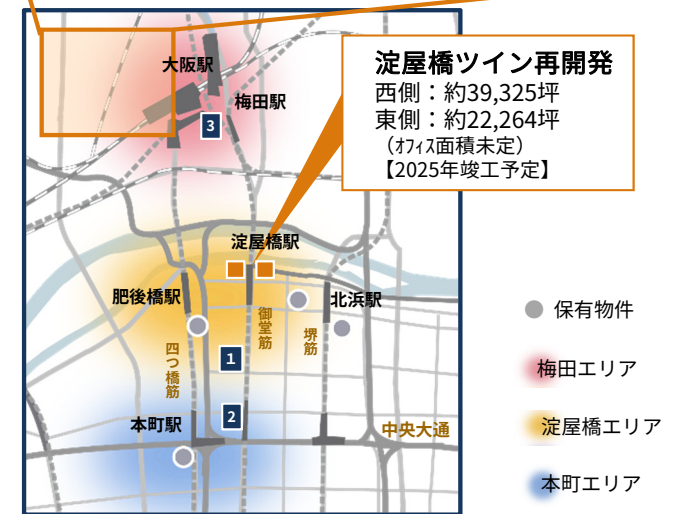 大阪駅
梅田駅
3
淀屋橋ツイン再開発
西側：約39,325坪
東側：約22,264坪
（ｵﾌｨｽ面積未定）
【2025年竣工予定】
淀屋橋駅
肥後橋駅
北浜駅
御堂筋
堺筋
四つ橋筋
1
2
本町駅
中央大通
保有物件
梅田エリア
淀屋橋エリア
本町エリア